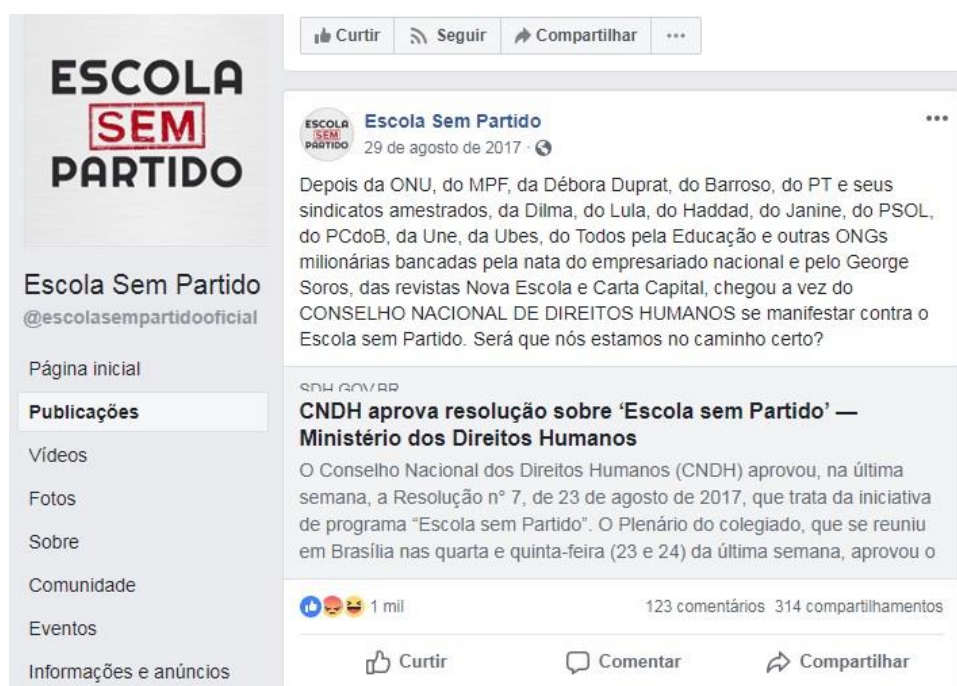 ESCOLA
SEM
PARTIDO
Escola Sem Partido
@escolasempartidooficial
Página inicial
Publicações
Vídeos
Fotos
Sobre
Comunidade
Eventos
Informações e anúncios
Curtir Seguir Compartilhar ...
ESCOLA
SEM
PARTIDO
Escola Sem Partido
29 de agosto de 2017 ·
Depois da ONU, do MPF, da Débora Duprat, do Barroso, do PT e seus
sindicatos amestrados, da Dilma, do Lula, do Haddad, do Janine, do PSOL,
do PCdoB, da Une, da Ubes, do Todos pela Educação e outras ONGs
milionárias bancadas pela nata do empresariado nacional e pelo George
Soros, das revistas Nova Escola e Carta Capital, chegou a vez do
CONSELHO NACIONAL DE DIREITOS HUMANOS se manifestar contra o
Escola sem Partido. Será que nós estamos no caminho certo?
SDH.GOV.BR
CNDH aprova resolução sobre ‘Escola sem Partido’ —
Ministério dos Direitos Humanos
O Conselho Nacional dos Direitos Humanos (CNDH) aprovou, na última
semana, a Resolução n° 7, de 23 de agosto de 2017, que trata da iniciativa
de programa “Escola sem Partido”. O Plenário do colegiado, que se reuniu
em Brasília nas quarta e quinta-feira (23 e 24) da última semana, aprovou o
1 mil 123 comentários 314 compartilhamentos
Curtir Comentar Compartilhar